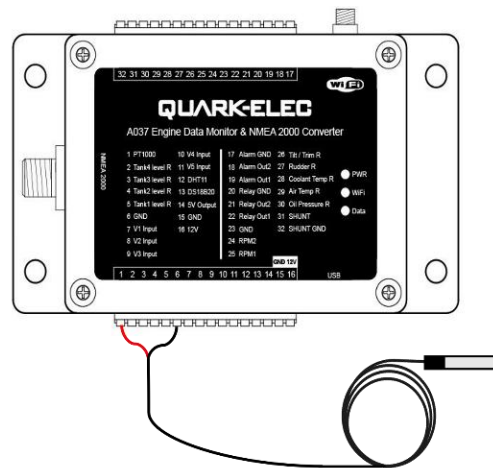 32 31 30 29 28 27 26 25 24 23 22 21 20 19 18 17
WiFi
QUARK-ELEC
A037 Engine Data Monitor & NMEA 2000 Converter
NMEA 2000
1 PT1000
2 Tank4 level R
3 Tank3 level R
4 Tank2 level R
5 Tank1 level R
6 GND
7 V1 Input
8 V2 Input
9 V3 Input
10 V4 Input
11 V5 Input
12 DHT11
13 DS18B20
14 5V Output
15 GND
16 12V
17 Alarm GND
18 Alarm Out2
19 Alarm Out1
20 Relay GND
21 Relay Out2
22 Relay Out1
23 GND
24 RPM2
25 RPM1
26 Tilt / Trim R
27 Rudder R
28 Coolant Temp R
29 Air Temp R
30 Oil Pressure R
31 SHUNT
32 SHUNT GND
PWR
WiFi
Data
GND 12V
1 2 3 4 5 6 7 8 9 10 11 12 13 14 15 16
USB